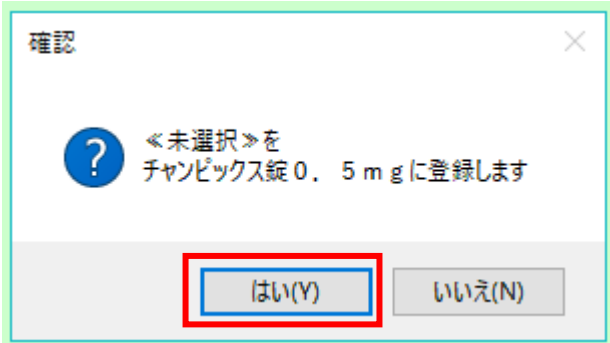 確認
?
≪未選択≫を
チャンピックス錠０．５ｍｇに登録します
はい(Y)
いいえ(N)